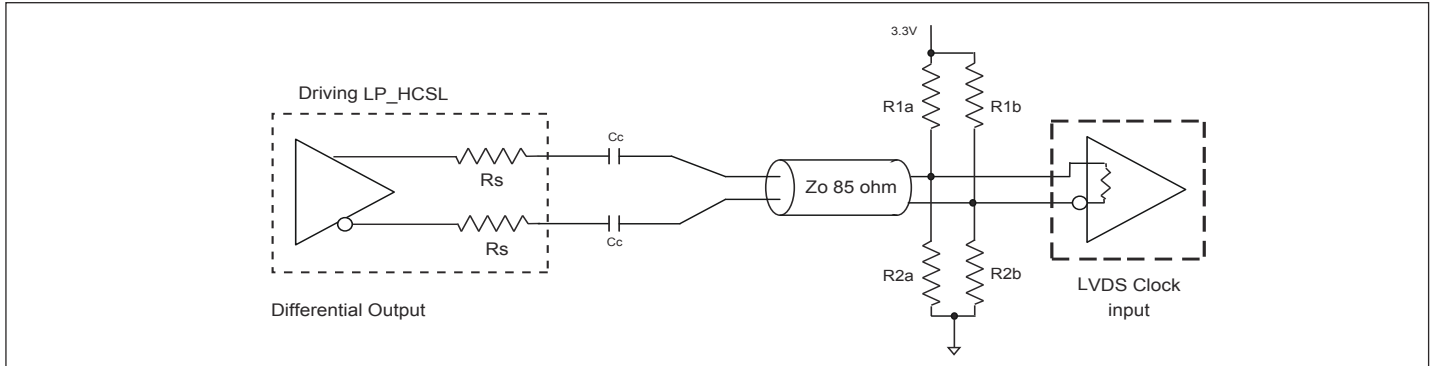 3.3V
Driving LP_HCSL
R1a
R1b
Cc
Rs
Zo 85 ohm
Rs
Cc
R2a
R2b
LVDS Clock
input
Differential Output